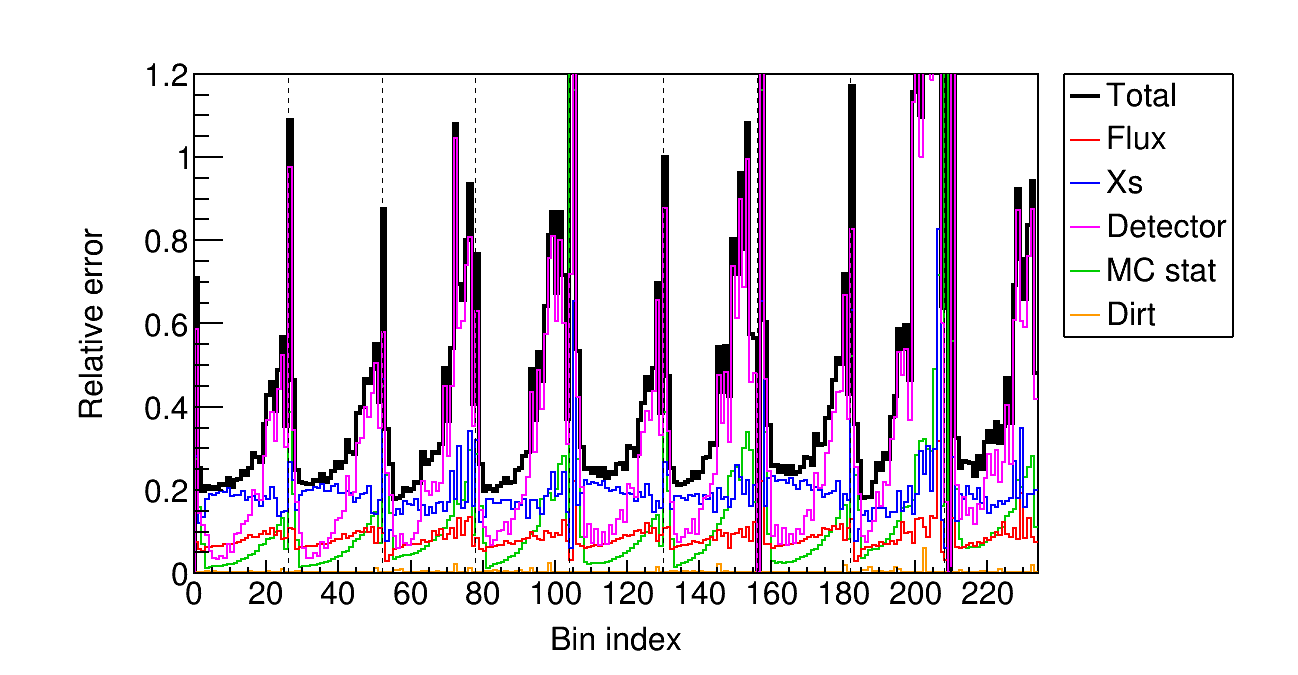 1.2
1
0.8
0.6
0.4
0.2
0
Relative error
0 20 40 60 80 100 120 140 160 180 200 220
Bin index
Total
Flux
Xs
Detector
MC stat
Dirt